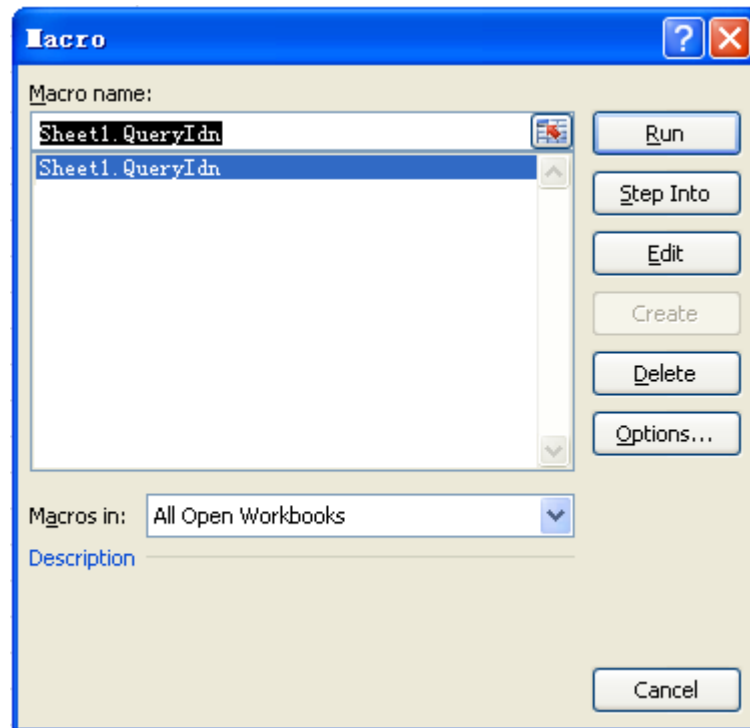 Macro
Macro name:
Sheet1.QueryIdn
Sheet1.QueryIdn
Run
Step Into
Edit
Create
Delete
Options...
Macros in: All Open Workbooks
Description
Cancel